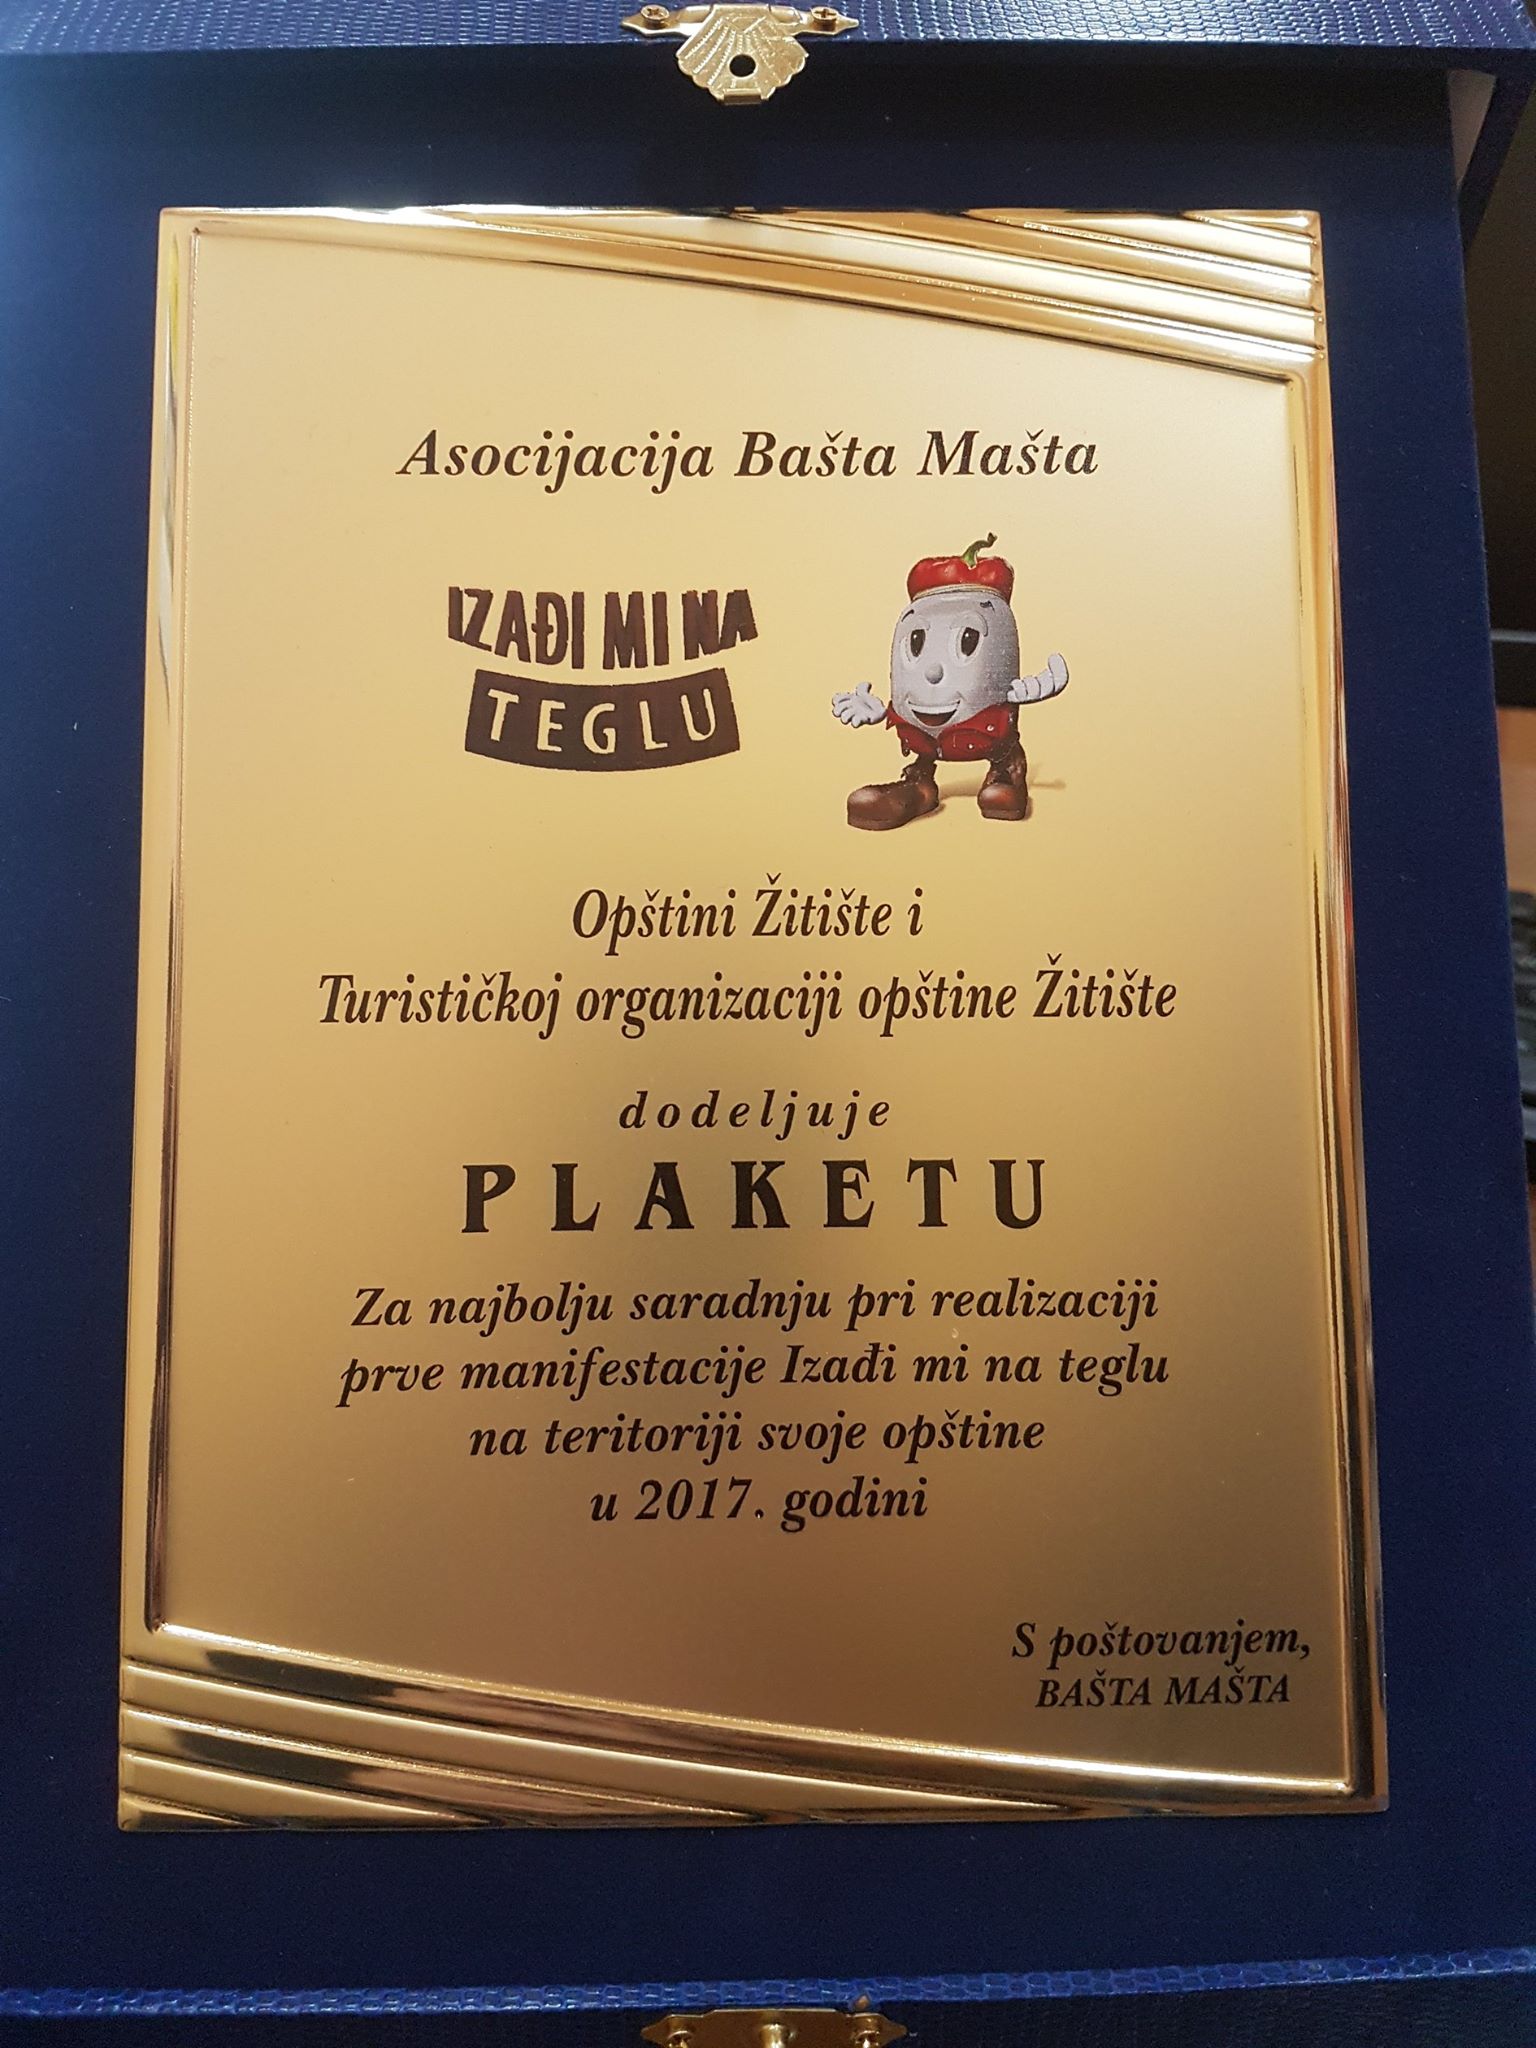 Asocijacija Bašta Mašta
IZAĐI MI NA
TEGLU
Opštini Žitište i
Turističkoj organizaciji opštine Žitište
dodeljuje
PLAKETU
Za najbolju saradnju pri realizaciji
prve manifestacije Izađi mi na teglu
na teritoriji svoje opštine
u 2017. godini
S poštovanjem,
BAŠTA MAŠTA